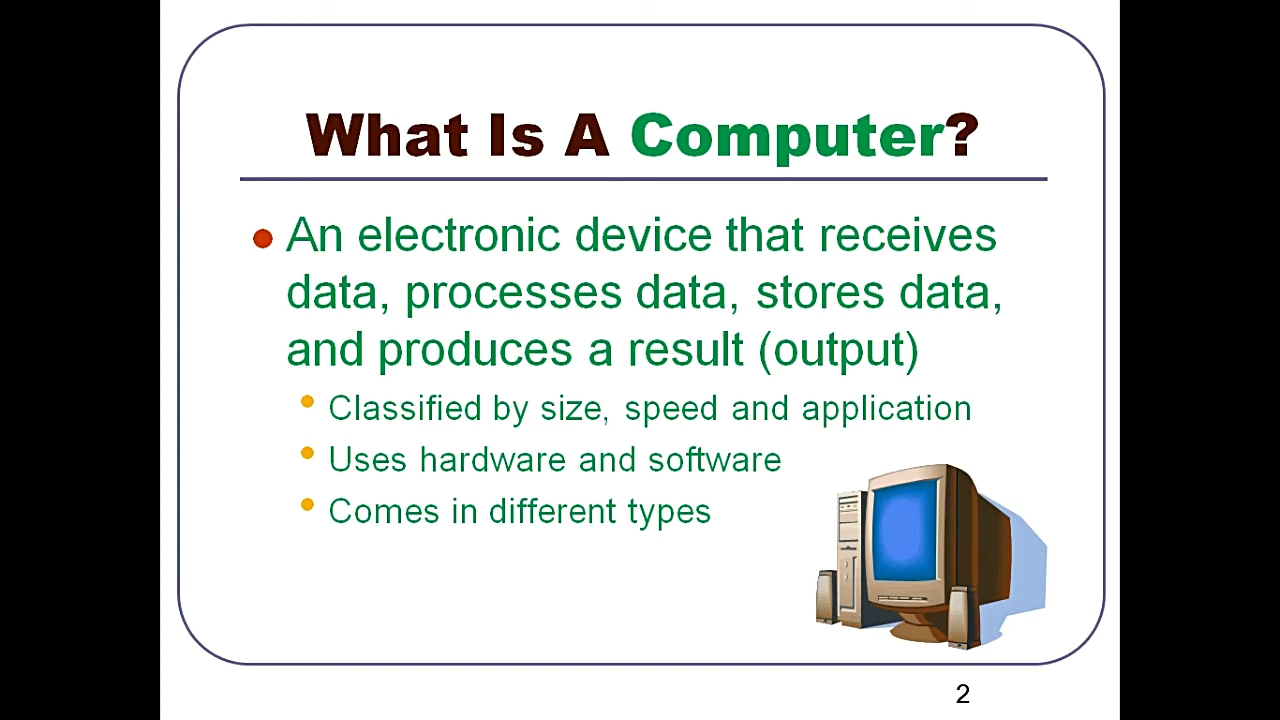 What Is A Computer?
An electronic device that receives
data, processes data, stores data,
and produces a result (output)
Classified by size, speed and application
Uses hardware and software
Comes in different types
2